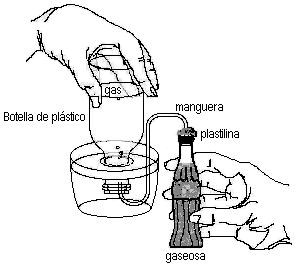 gas
manguera
Botella de plástico
plastilina
gaseosa